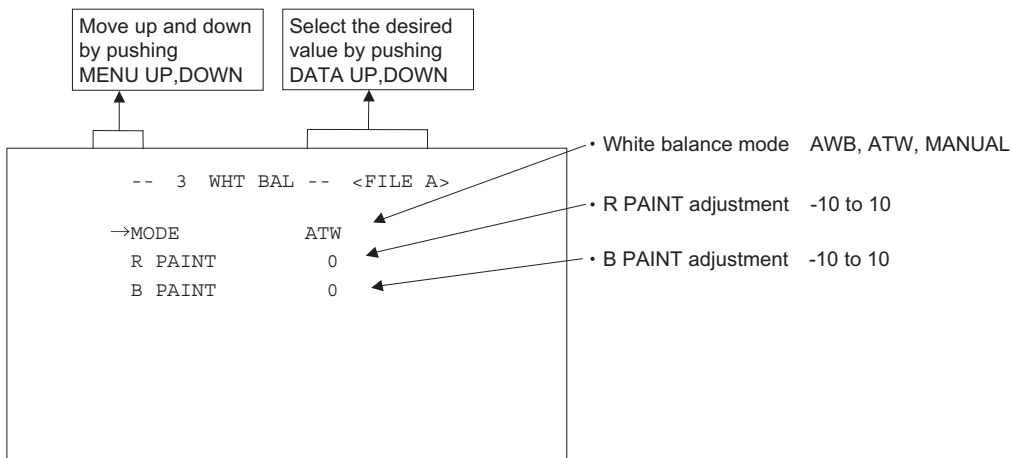 Move up and down
by pushing
MENU UP,DOWN
Select the desired
value by pushing
DATA UP,DOWN
-- 3 WHT BAL -- <FILE A>
→MODE ATW
R PAINT 0
B PAINT 0
・White balance mode AWB, ATW, MANUAL
・R PAINT adjustment -10 to 10
・B PAINT adjustment -10 to 10